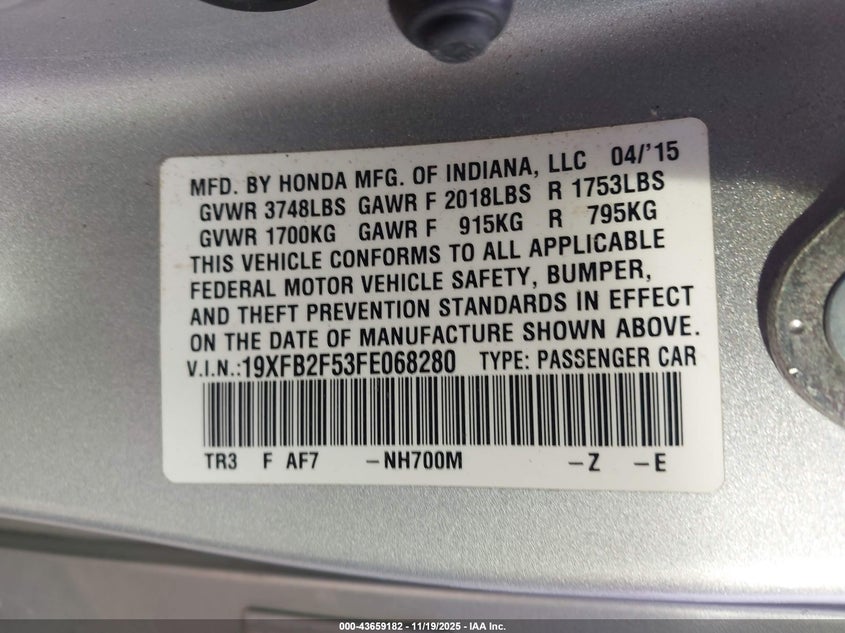 MFD. BY HONDA MFG. OF INDIANA, LLC 04/'15
GVWR 3748LBS GAWR F 2018LBS R 1753LBS
GVWR 1700KG GAWR F 915KG R 795KG
THIS VEHICLE CONFORMS TO ALL APPLICABLE
FEDERAL MOTOR VEHICLE SAFETY, BUMPER,
AND THEFT PREVENTION STANDARDS IN EFFECT
ON THE DATE OF MANUFACTURE SHOWN ABOVE.
V.I.N.:19XFB2F53FE068280 TYPE: PASSENGER CAR
TR3 F AF7 -NH700M -Z -E
000-43659182 - 11/19/2025 - IAA Inc.